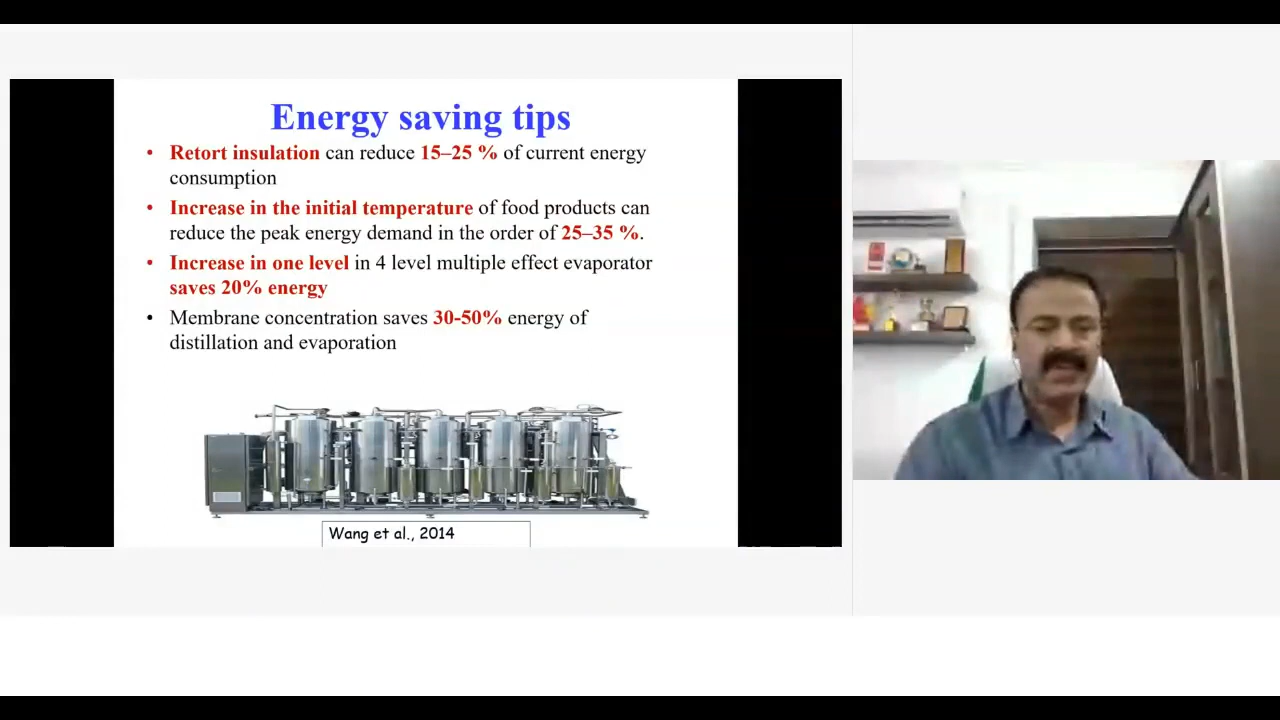 Energy saving tips
• Retort insulation can reduce 15–25 % of current energy
consumption
• Increase in the initial temperature of food products can
reduce the peak energy demand in the order of 25–35 %.
• Increase in one level in 4 level multiple effect evaporator
saves 20% energy
• Membrane concentration saves 30-50% energy of
distillation and evaporation
Wang et al., 2014